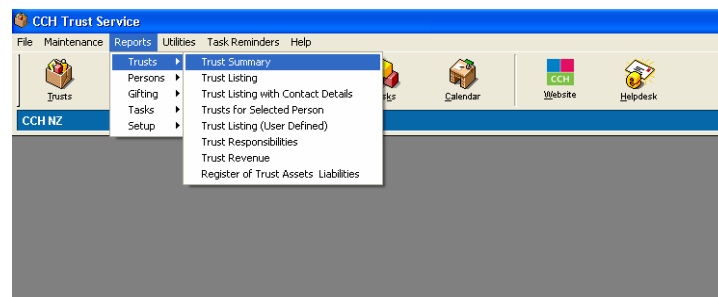 CCH Trust Service
File Maintenance Reports Utilities Task Reminders Help
Trusts Trust Summary
Persons Trust Listing
Gifting Trust Listing with Contact Details
Tasks Trusts for Selected Person
Setup Trust Listing (User Defined)
Trust Responsibilities
Trust Revenue
Register of Trust Assets Liabilities
CCH
Trusts Calendar Website Helpdesk
CCH NZ